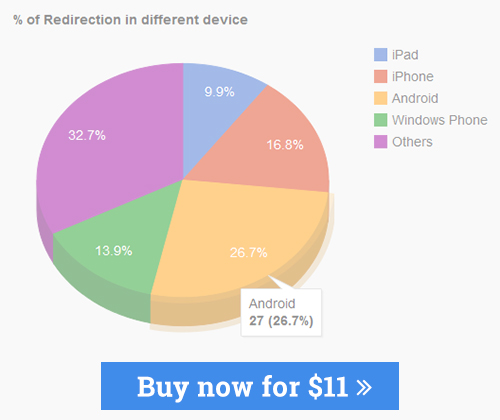 % of Redirection in different device
iPad
iPhone
Android
Windows Phone
Others
9.9%
16.8%
26.7%
13.9%
32.7%
Android
27 (26.7%)
Buy now for $11 »